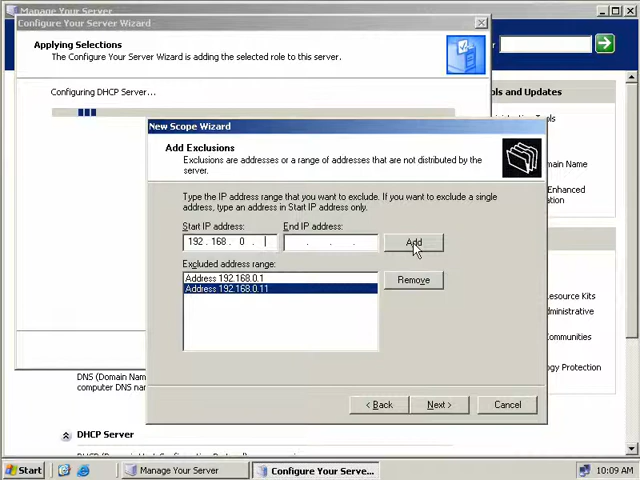 Manage Your Server
Configure Your Server Wizard
Applying Selections
The Configure Your Server Wizard is adding the selected role to this server.
Configuring DHCP Server...
New Scope Wizard
Add Exclusions
Exclusions are addresses or a range of addresses that are not distributed by the
server.
Type the IP address range that you want to exclude. If you want to exclude a single
address, type an address in Start IP address only.
Start IP address:
End IP address:
192 . 168 . 0 .
. . .
Add
Excluded address range:
Address 192.168.0.1
Address 192.168.0.11
Remove
< Back
Next >
Cancel
ols and Updates
ministrative Tools
main Name
Enhanced
esource Kits
dministrative
ommunities
ogy Protection
DNS (Domain Nam
computer DNS nar
DHCP Server
Start
Manage Your Server
Configure Your Serve...
10:09 AM